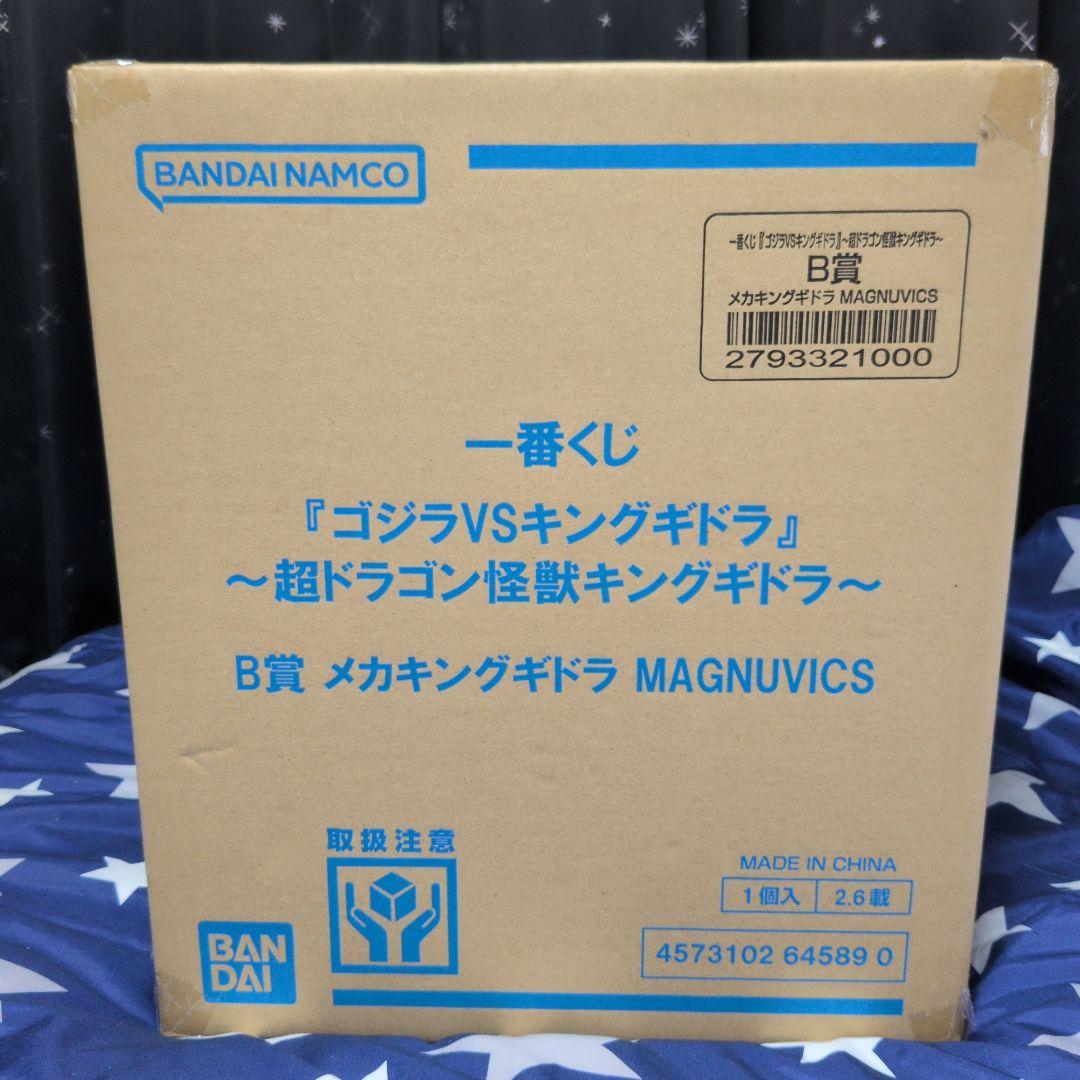 BANDAI NAMCO
一番くじ『ゴジラVSキングギドラ』～超ドラゴン怪獣キングギドラ～
B賞
メカキングギドラ MAGNUVICS
2793321000
一番くじ
『ゴジラVSキングギドラ』
～超ドラゴン怪獣キングギドラ～
B賞 メカキングギドラ MAGNUVICS
取扱注意
MADE IN CHINA
1個入 2.6載
4573102 64589 0
BAN
DAI